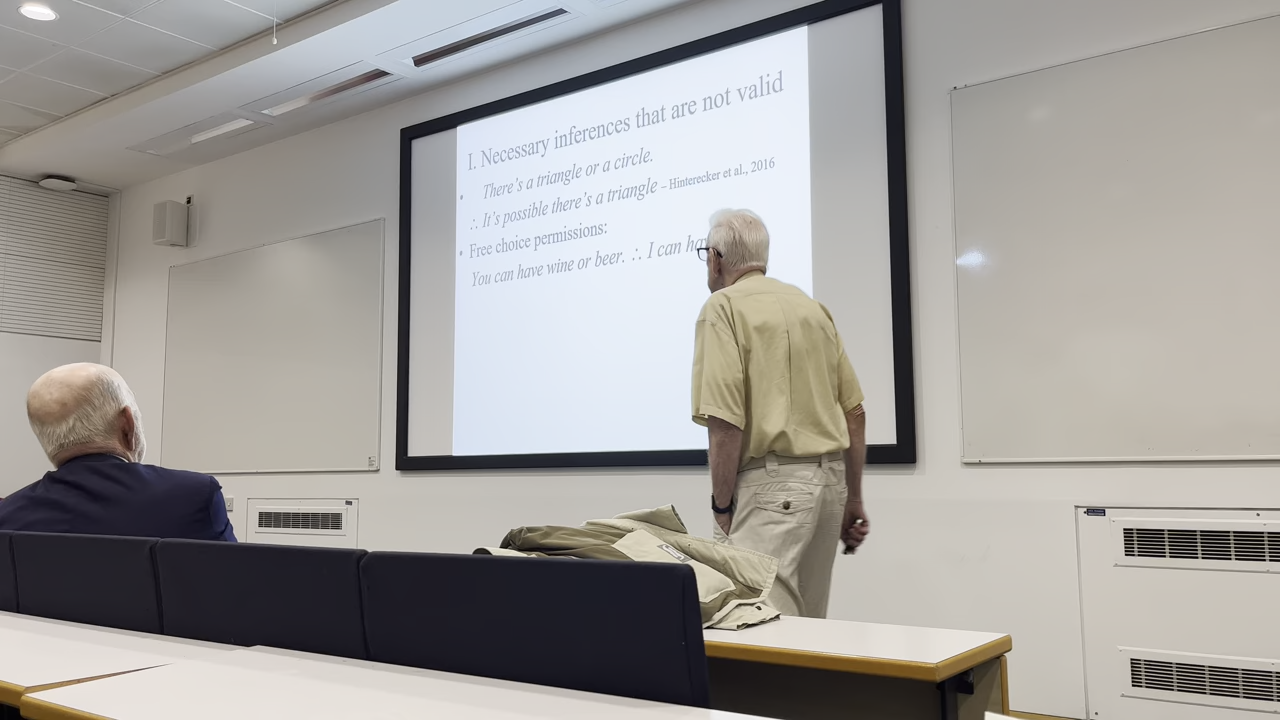 I. Necessary inferences that are not valid
• There's a triangle or a circle.
∴ It's possible there's a triangle – Hinterecker et al., 2016
• Free choice permissions:
You can have wine or beer. ∴ I can ha